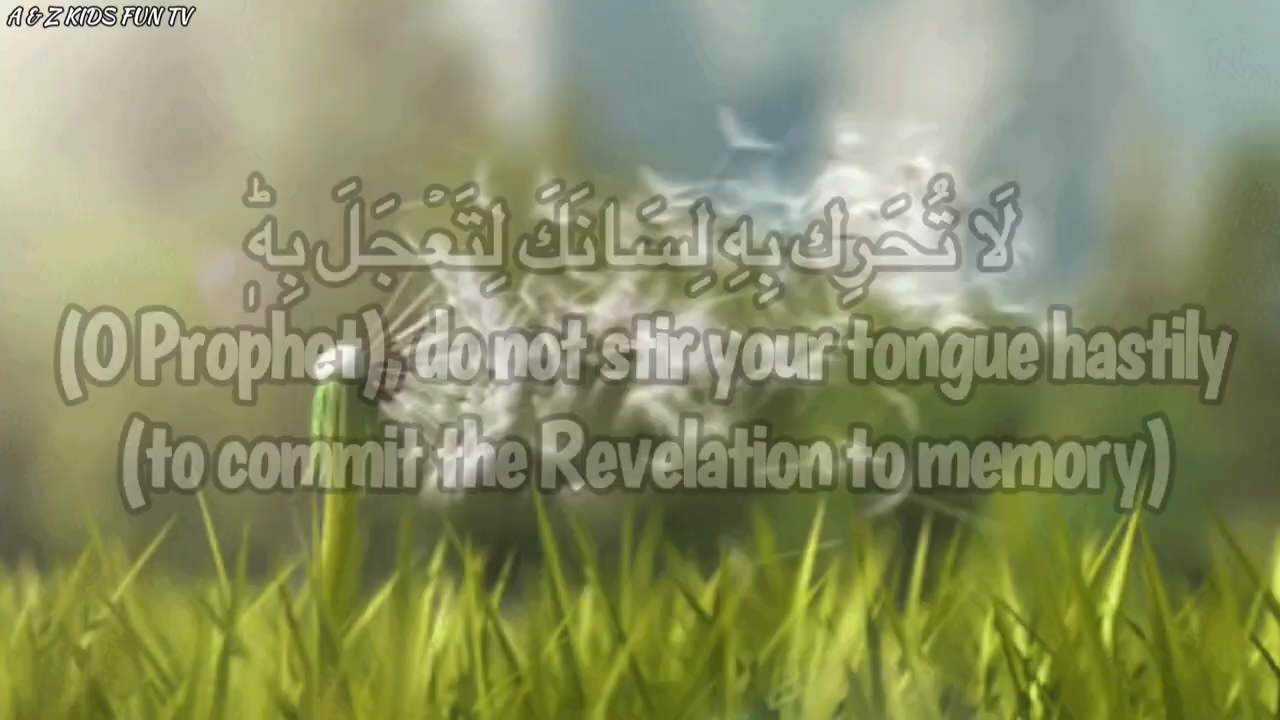 A & Z KIDS FUN TV
لَا تُحَرِّكۡ بِهٖ لِسَانَكَ لِتَعۡجَلَ بِهٖؕ
(O Prophet), do not stir your tongue hastily
(to commit the Revelation to memory)